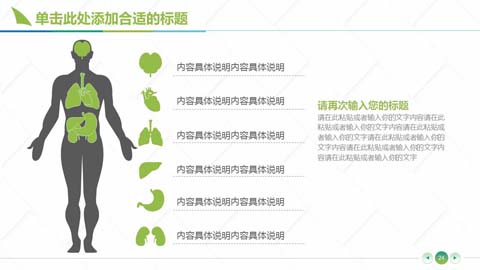 单击此处添加合适的标题
内容具体说明内容具体说明
内容具体说明内容具体说明
内容具体说明内容具体说明
内容具体说明内容具体说明
内容具体说明内容具体说明
内容具体说明内容具体说明
请再次输入您的标题
请在此粘贴或者输入你的文字内容请在此
粘贴或者输入你的文字内容请在此粘贴或
者输入你的文字内容请在此粘贴或者输入你的
文字内容请在此粘贴或者输入你的文字内
容请在此粘贴或者输入你的文字
24